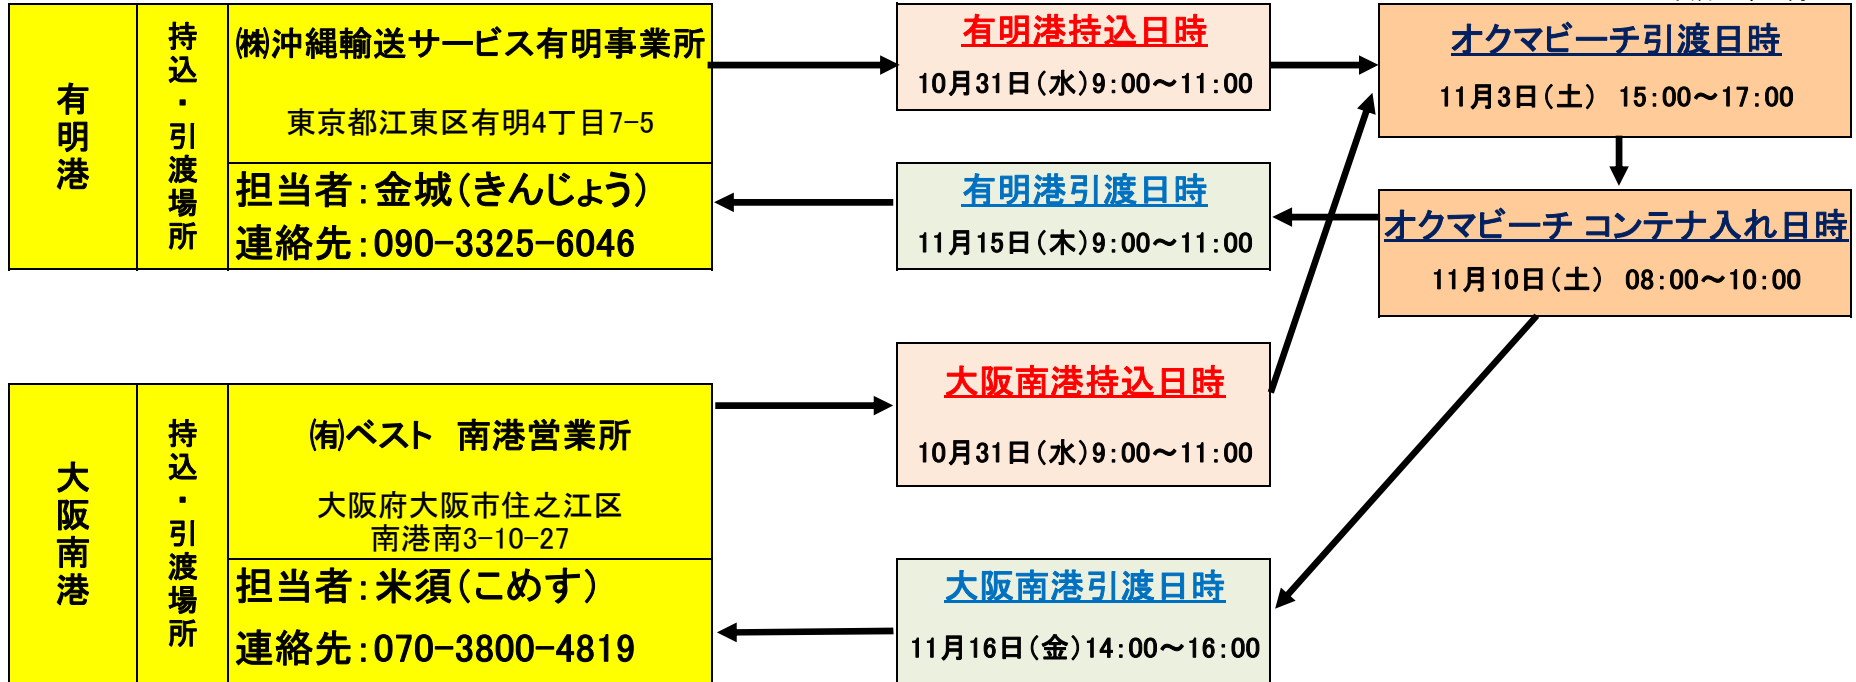 有明港
持込・引渡場所
㈱沖縄輸送サービス有明事業所
東京都江東区有明4丁目7-5
担当者：金城（きんじょう）
連絡先：090-3325-6046
有明港持込日時
10月31日（水）9：00～11：00
有明港引渡日時
11月15日（木）9：00～11：00
オクマビーチ引渡日時
11月3日（土） 15：00～17：00
オクマビーチ コンテナ入れ日時
11月10日（土） 08：00～10：00
大阪南港
持込・引渡場所
㈲ベスト 南港営業所
大阪府大阪市住之江区
南港南3-10-27
担当者：米須（こめす）
連絡先：070-3800-4819
大阪南港持込日時
10月31日（水）9：00～11：00
大阪南港引渡日時
11月16日（金）14：00～16：00